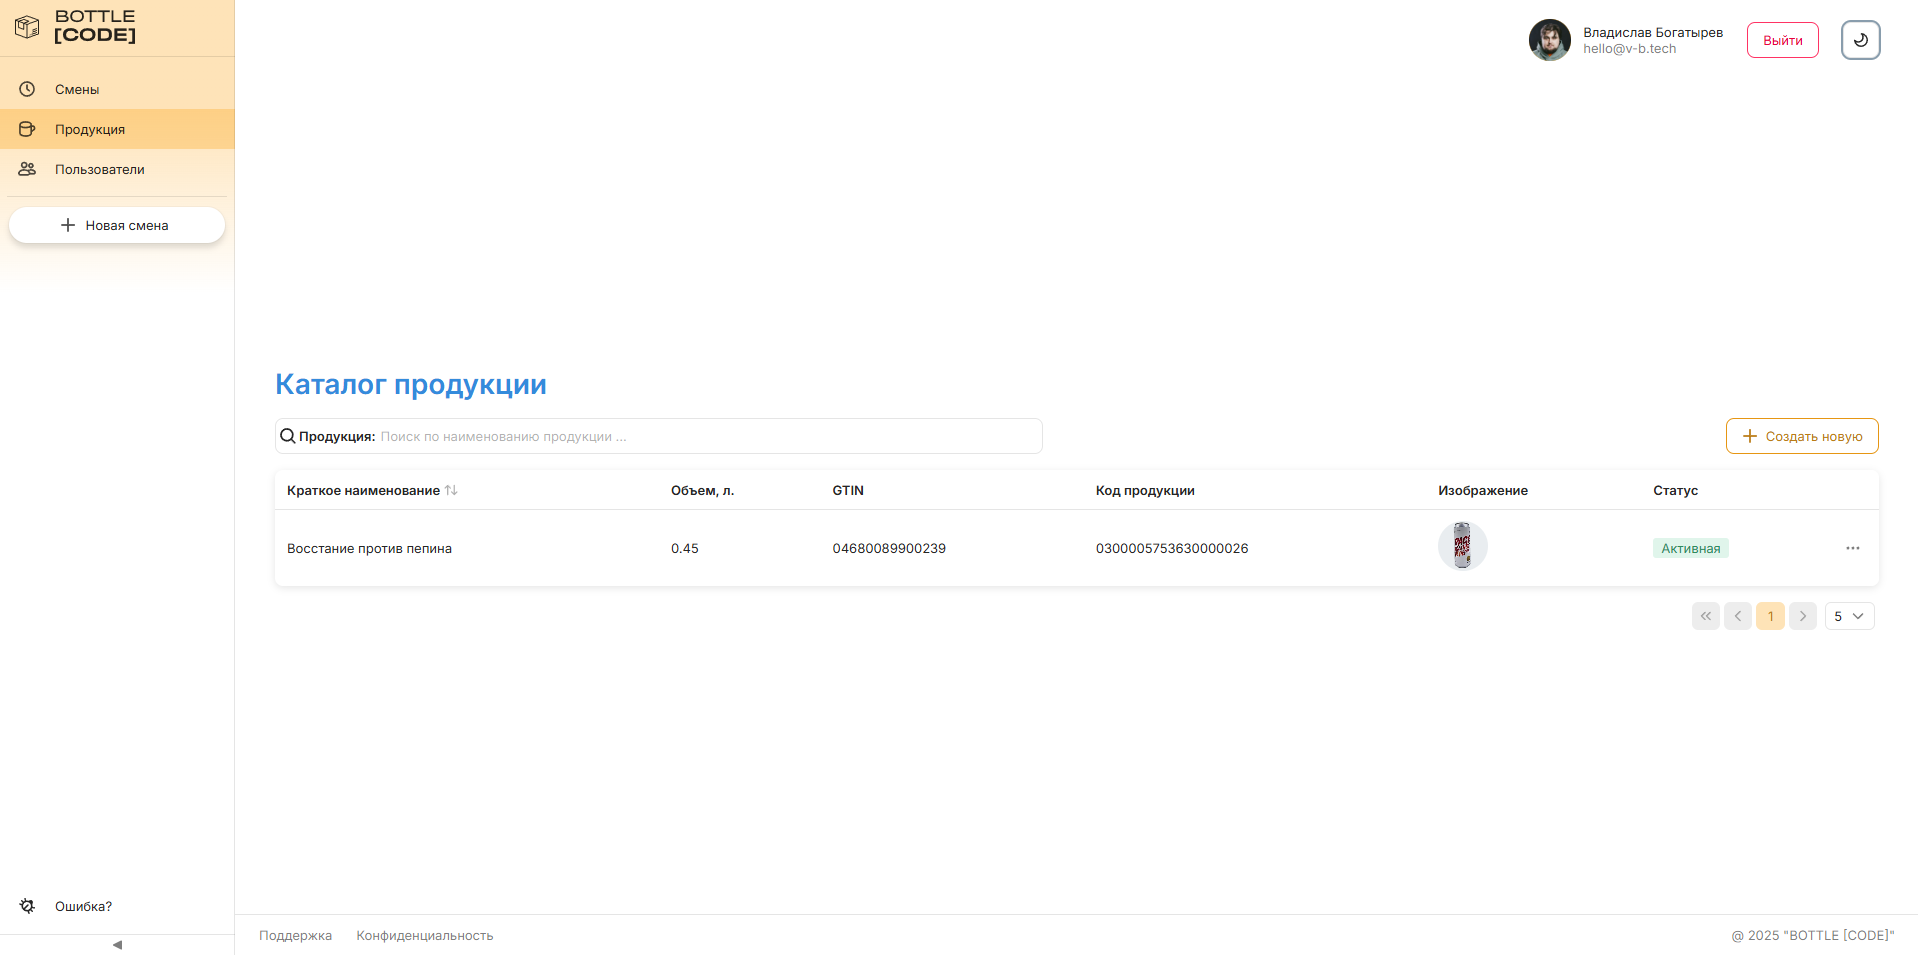 BOTTLE
[CODE]
Смены
Продукция
Пользователи
Новая смена
Ошибка?
Владислав Богатырев
hello@v-b.tech
Выйти
Каталог продукции
Продукция: Поиск по наименованию продукции ...
Создать новую
Краткое наименование Объем, л. GTIN Код продукции Изображение Статус
Восстание против пепина 0.45 04680089900239 0300005753630000026 Активная
1 5
Поддержка Конфиденциальность @ 2025 "BOTTLE [CODE]"